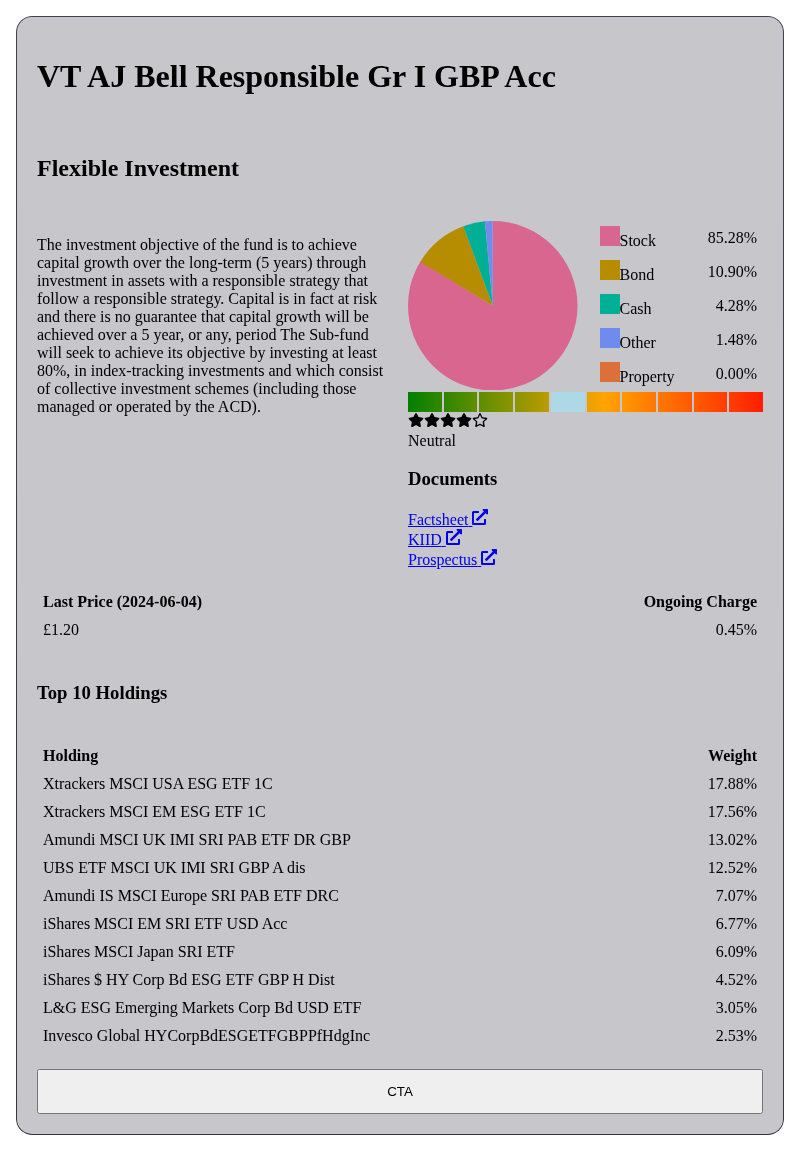 VT AJ Bell Responsible Gr I GBP Acc
Flexible Investment
The investment objective of the fund is to achieve
capital growth over the long-term (5 years) through
investment in assets with a responsible strategy that
follow a responsible strategy. Capital is in fact at risk
and there is no guarantee that capital growth will be
achieved over a 5 year, or any, period The Sub-fund
will seek to achieve its objective by investing at least
80%, in index-tracking investments and which consist
of collective investment schemes (including those
managed or operated by the ACD).
Stock 85.28%
Bond 10.90%
Cash 4.28%
Other 1.48%
Property 0.00%
Neutral
Documents
Factsheet
KIID
Prospectus
Last Price (2024-06-04) Ongoing Charge
£1.20 0.45%
Top 10 Holdings
Holding Weight
Xtrackers MSCI USA ESG ETF 1C 17.88%
Xtrackers MSCI EM ESG ETF 1C 17.56%
Amundi MSCI UK IMI SRI PAB ETF DR GBP 13.02%
UBS ETF MSCI UK IMI SRI GBP A dis 12.52%
Amundi IS MSCI Europe SRI PAB ETF DRC 7.07%
iShares MSCI EM SRI ETF USD Acc 6.77%
iShares MSCI Japan SRI ETF 6.09%
iShares $ HY Corp Bd ESG ETF GBP H Dist 4.52%
L&G ESG Emerging Markets Corp Bd USD ETF 3.05%
Invesco Global HYCorpBdESGETFGBPPfHdgInc 2.53%
CTA